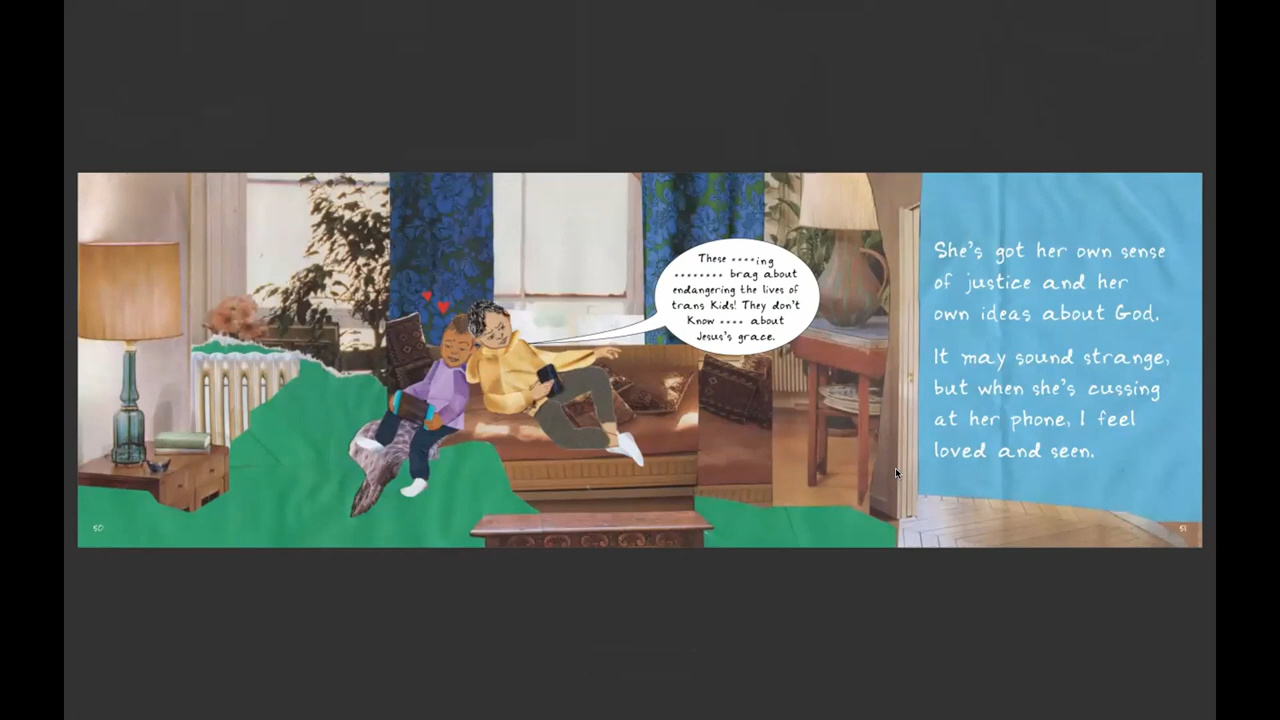 These ****ing
******** brag about
endangering the lives of
trans Kids! They don't
Know **** about
Jesus's grace.
She's got her own sense
of justice and her
own ideas about God.
It may sound strange,
but when she's cussing
at her phone, I feel
loved and seen.
50
51